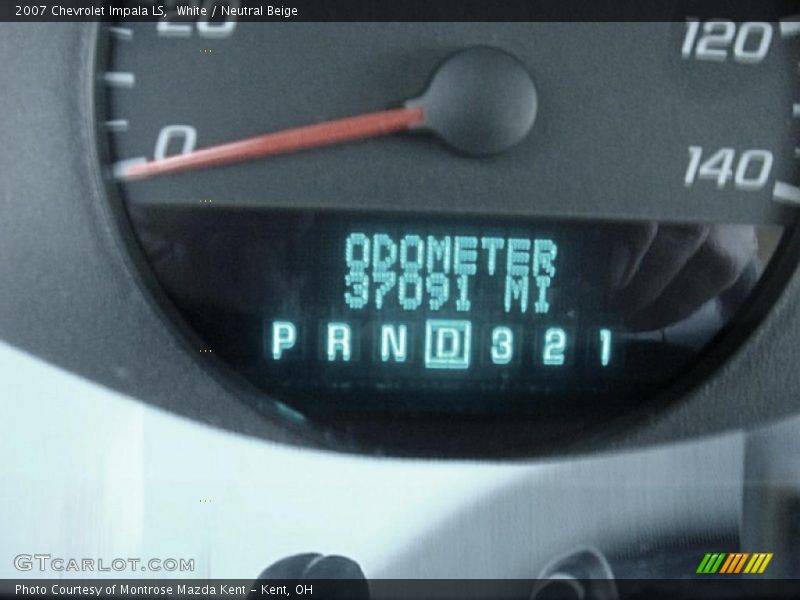 2007 Chevrolet Impala LS, White / Neutral Beige
20 120
0 140
ODOMETER
37091 MI
P R N D 3 2 1
GTCARLOT.COM
Photo Courtesy of Montrose Mazda Kent - Kent, OH